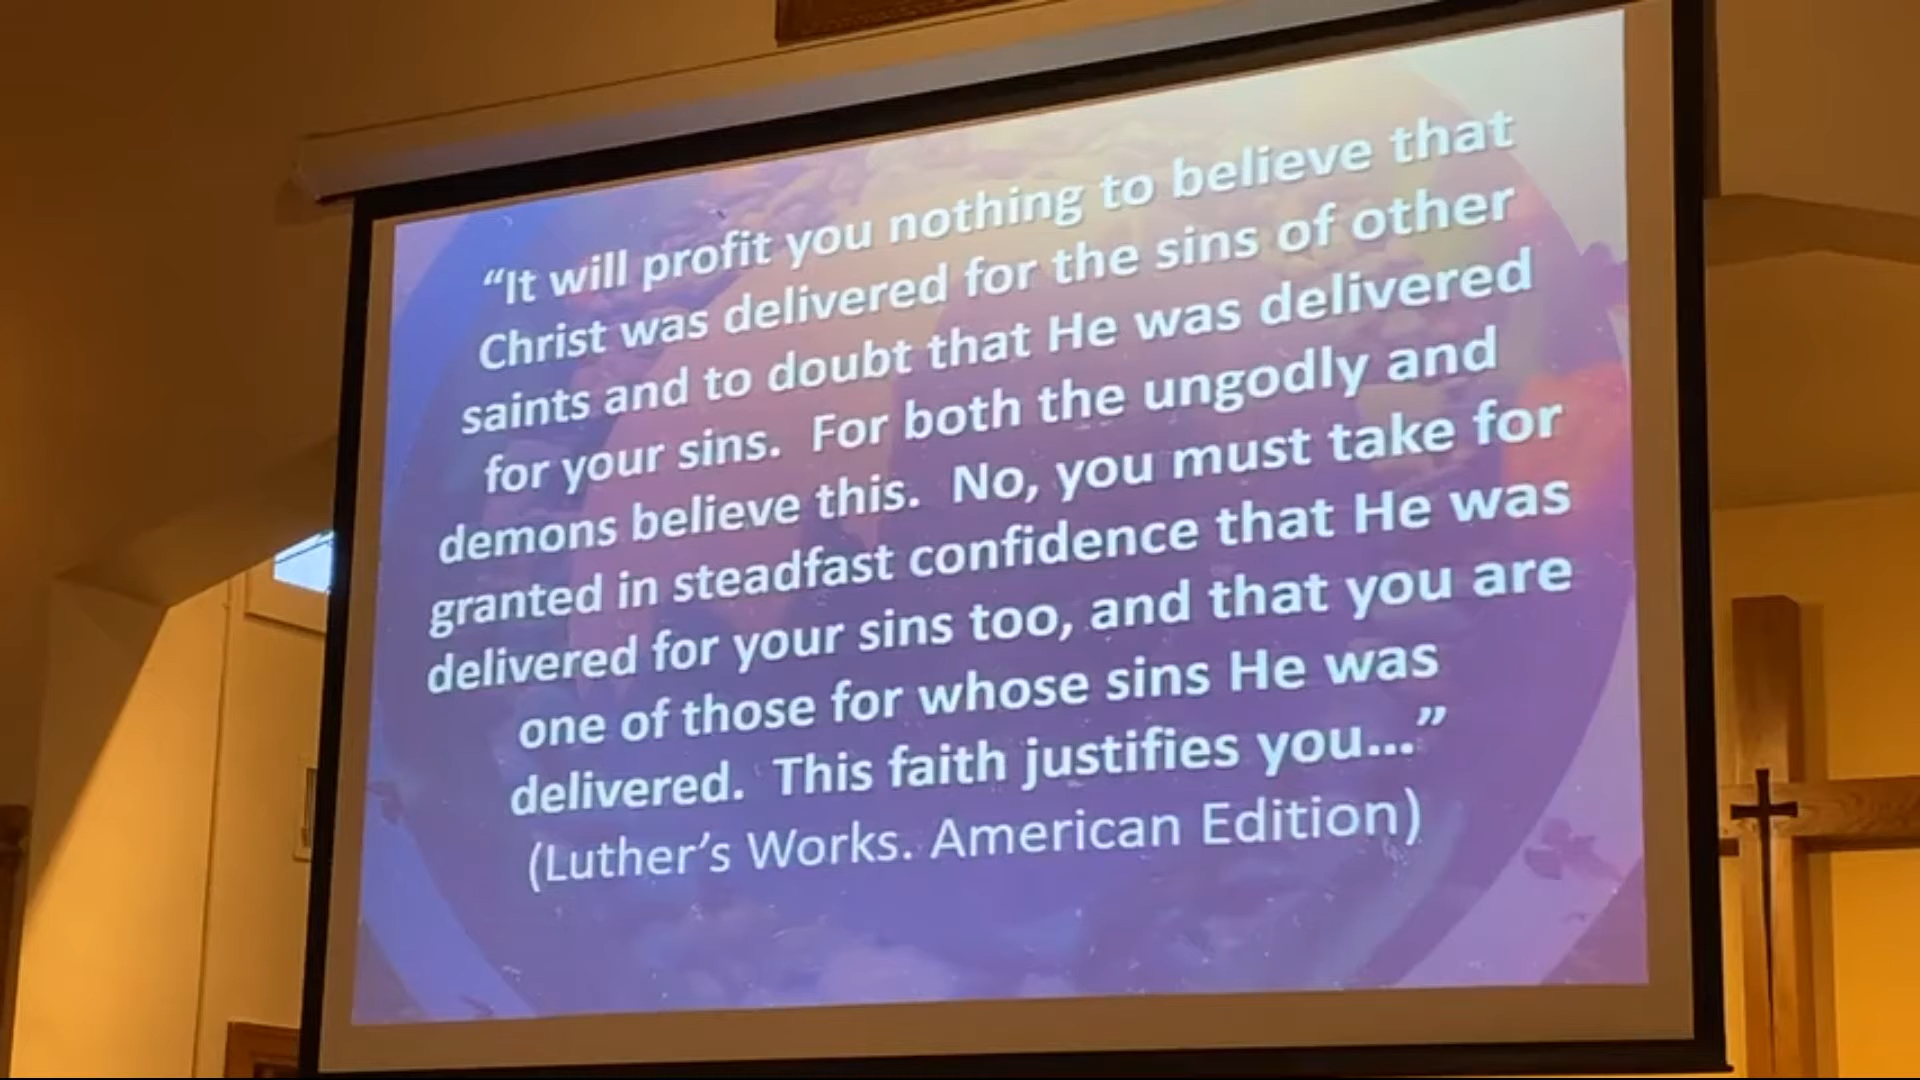 “It will profit you nothing to believe that
Christ was delivered for the sins of other
saints and to doubt that He was delivered
for your sins. For both the ungodly and
demons believe this. No, you must take for
granted in steadfast confidence that He was
delivered for your sins too, and that you are
one of those for whose sins He was
delivered. This faith justifies you...”
(Luther’s Works. American Edition)